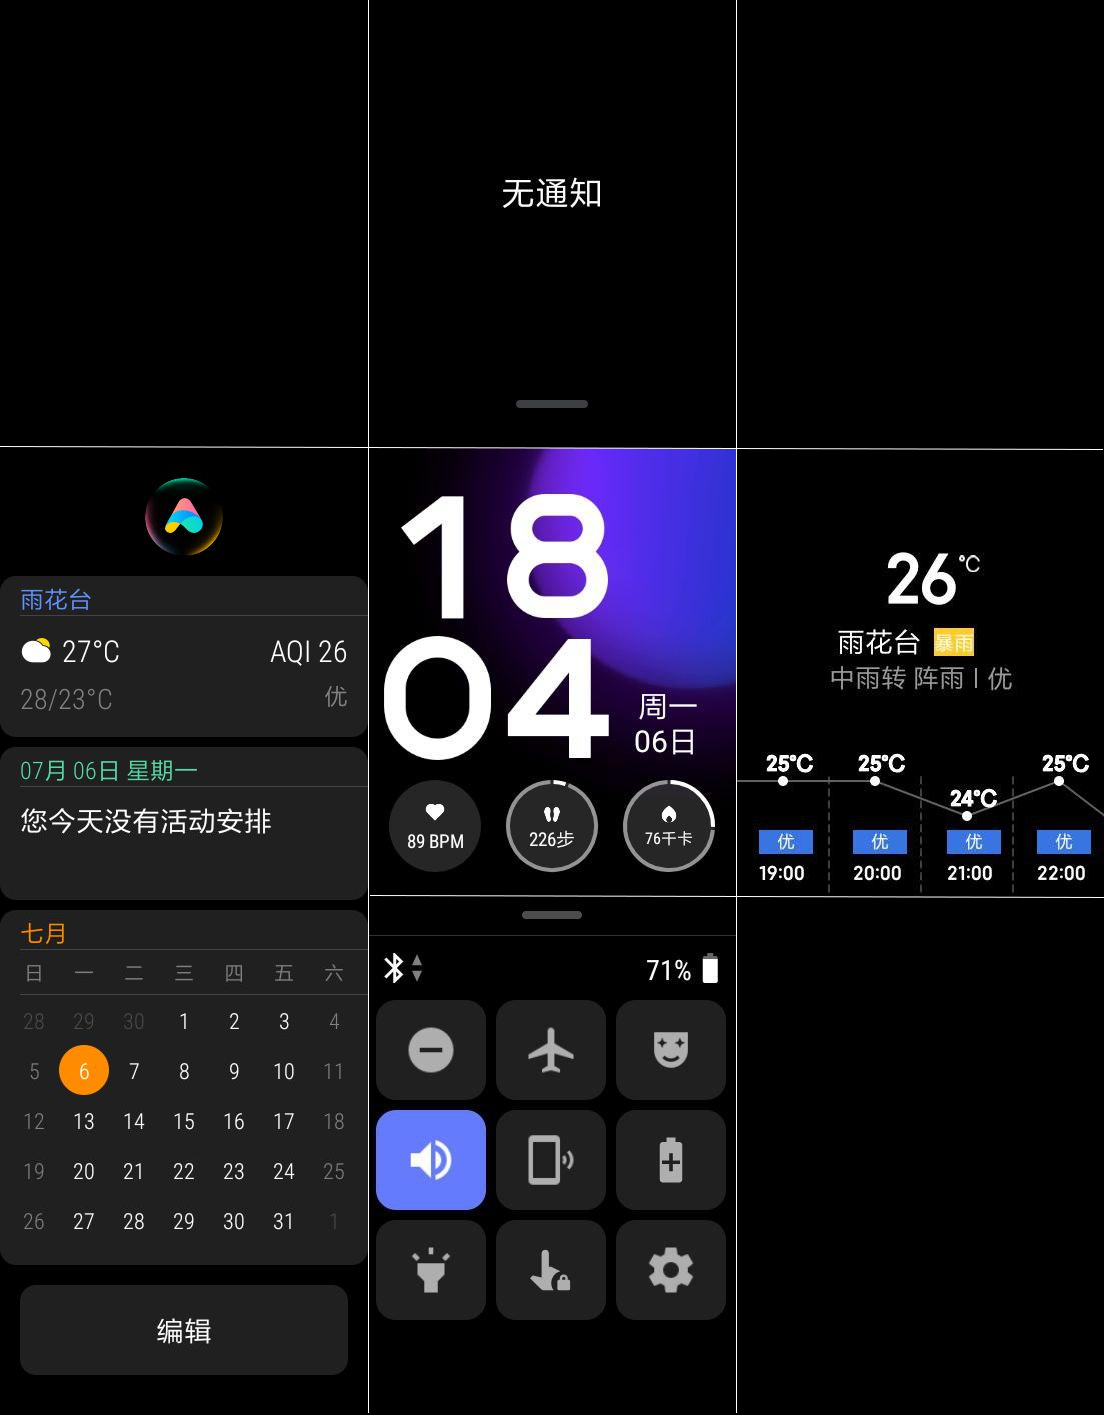 无通知
雨花台
27°C AQI 26
28/23°C 优
07月 06日 星期一
您今天没有活动安排
七月
日 一 二 三 四 五 六
28 29 30 1 2 3 4
5 6 7 8 9 10 11
12 13 14 15 16 17 18
19 20 21 22 23 24 25
26 27 28 29 30 31 1
编辑
18
04
周一
06日
89 BPM 226步 76千卡
26°C
雨花台 暴雨
中雨转 阵雨 | 优
25°C 25°C 24°C 25°C
优 优 优 优
19:00 20:00 21:00 22:00
71%